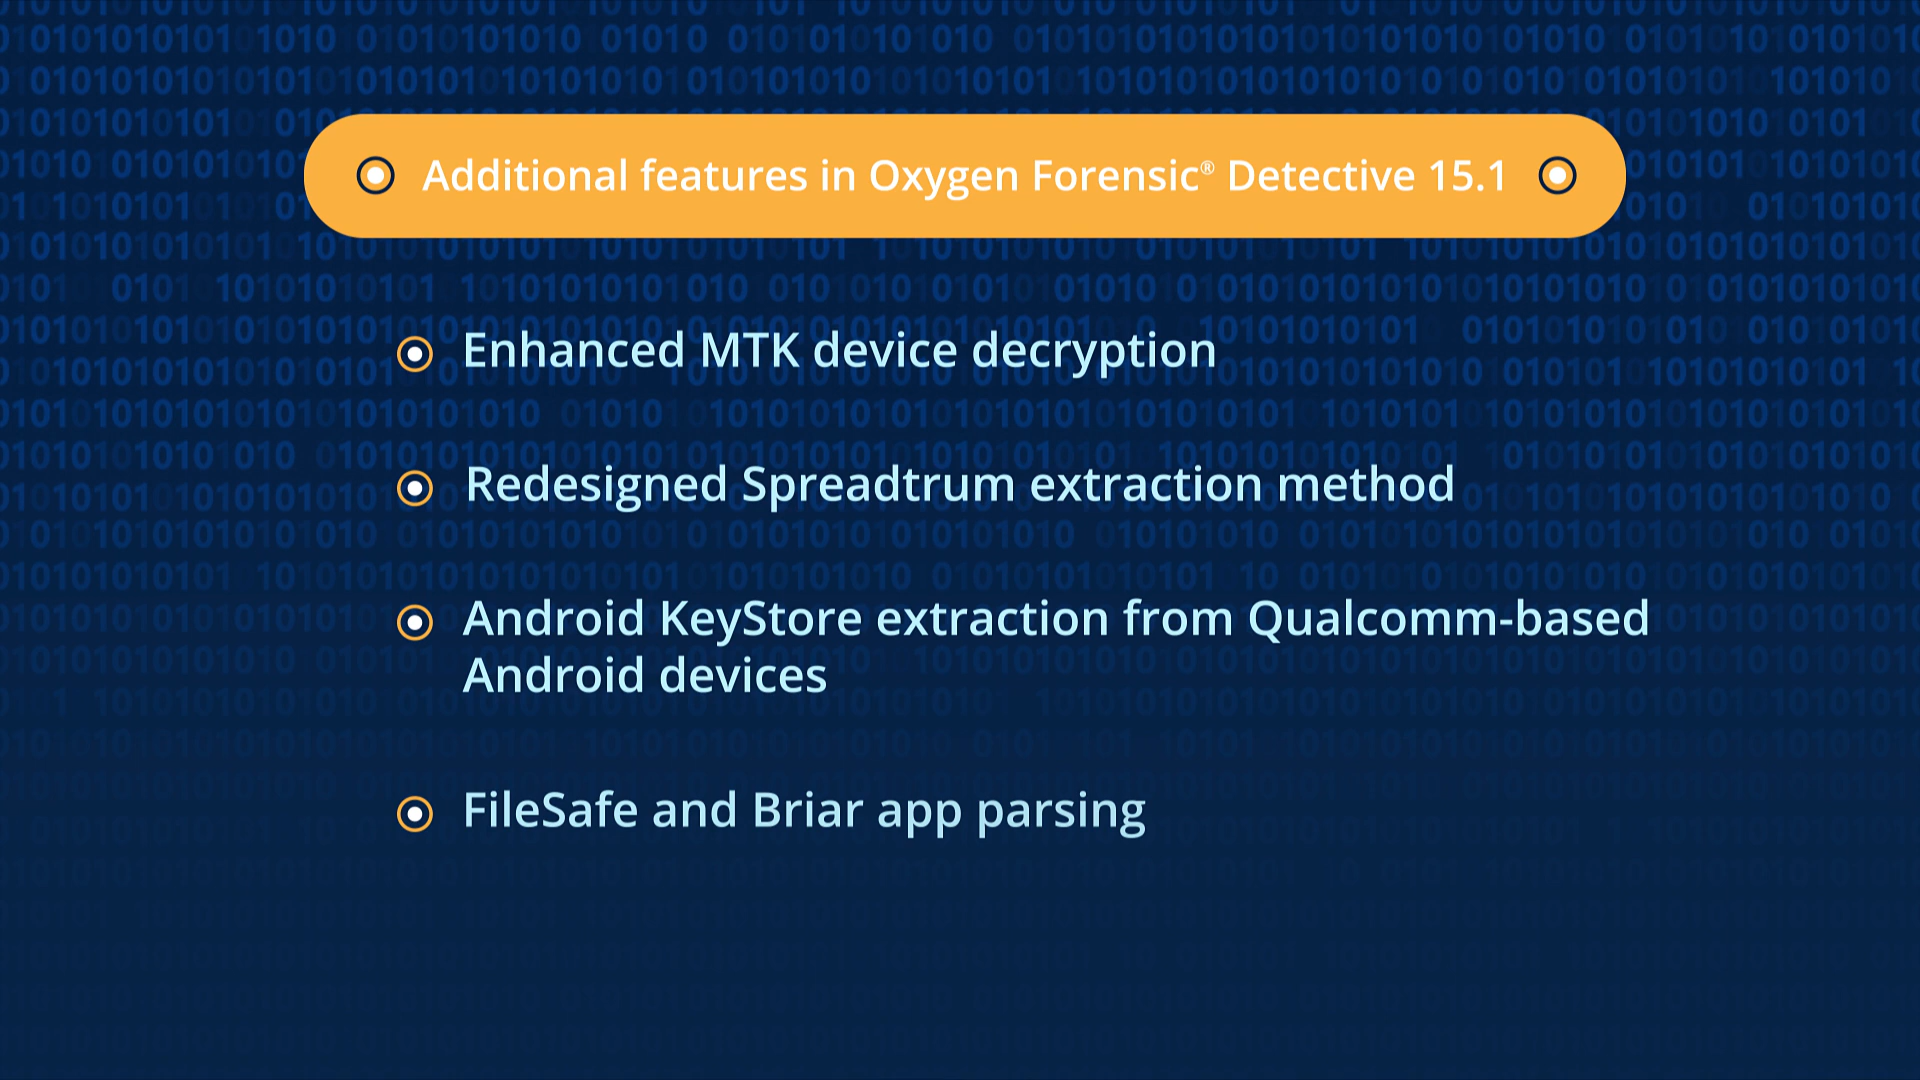 Additional features in Oxygen Forensic® Detective 15.1
Enhanced MTK device decryption
Redesigned Spreadtrum extraction method
Android KeyStore extraction from Qualcomm-based
Android devices
FileSafe and Briar app parsing